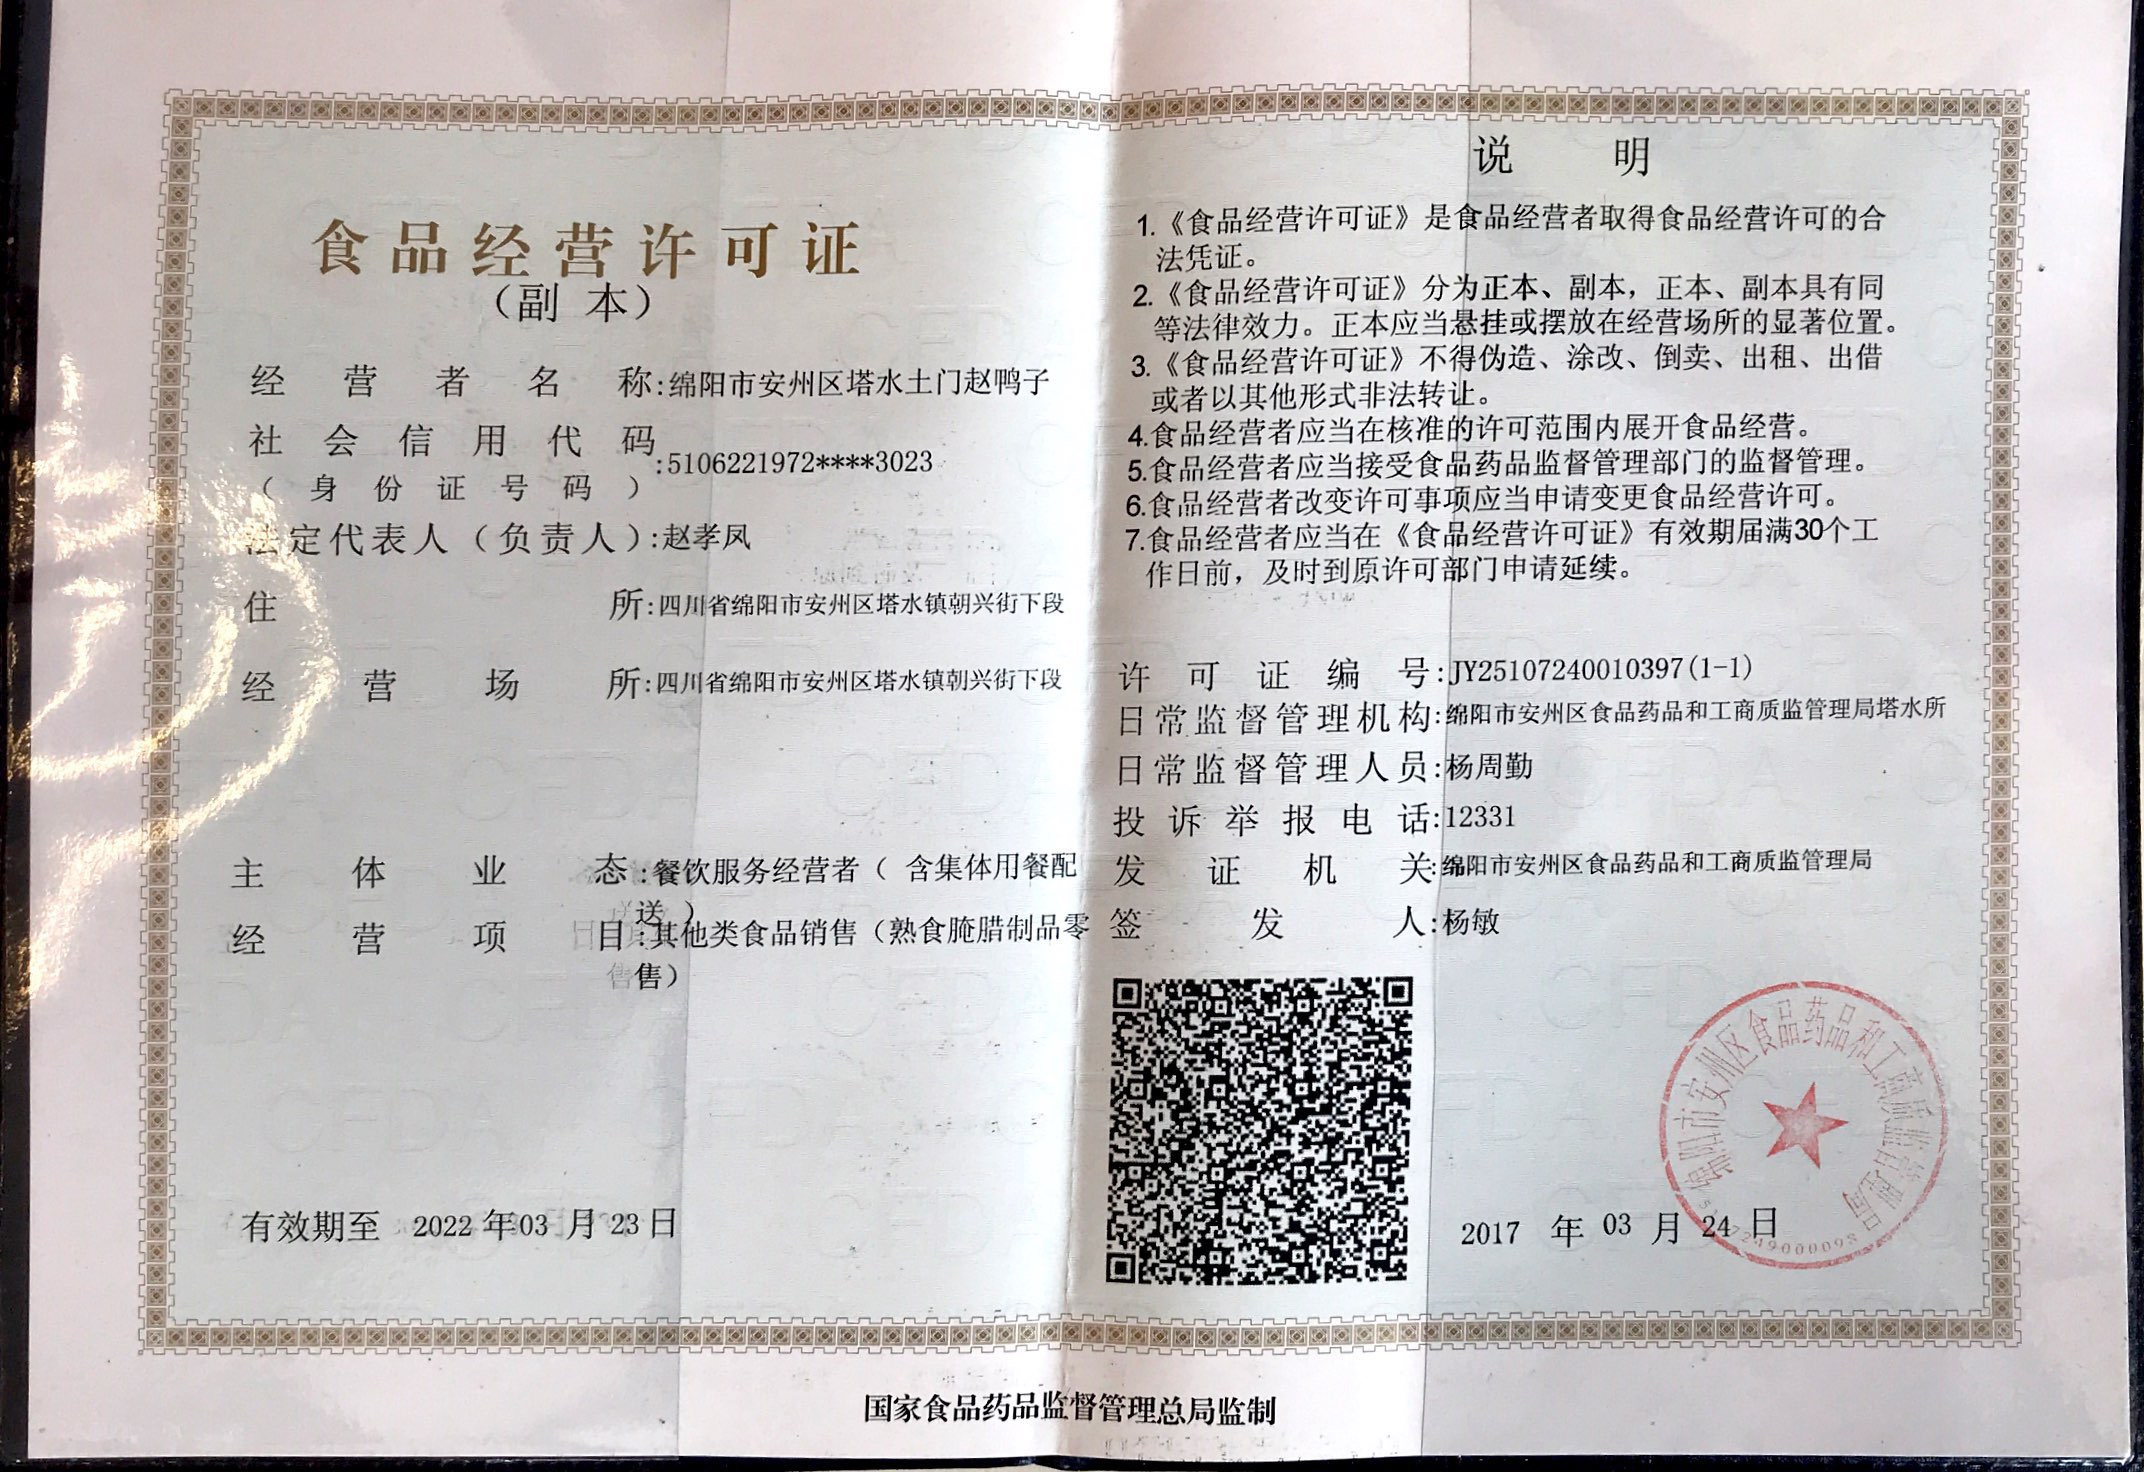 食品经营许可证
（副 本）
经营者名称:绵阳市安州区塔水土门赵鸭子
社会信用代码
（身份证号码）:5106221972****3023
法定代表人（负责人）:赵孝凤
住所:四川省绵阳市安州区塔水镇朝兴街下段
经营场所:四川省绵阳市安州区塔水镇朝兴街下段
主体业态:餐饮服务经营者（ 含集体用餐配
送 ）
经营项目:其他类食品销售（熟食腌腊制品零
售）
有效期至 2022 年03 月 23 日
说 明
1.《食品经营许可证》是食品经营者取得食品经营许可的合
法凭证。
2.《食品经营许可证》分为正本、副本，正本、副本具有同
等法律效力。正本应当悬挂或摆放在经营场所的显著位置。
3.《食品经营许可证》不得伪造、涂改、倒卖、出租、出借
或者以其他形式非法转让。
4.食品经营者应当在核准的许可范围内展开食品经营。
5.食品经营者应当接受食品药品监督管理部门的监督管理。
6.食品经营者改变许可事项应当申请变更食品经营许可。
7.食品经营者应当在《食品经营许可证》有效期届满30个工
作日前，及时到原许可部门申请延续。
许可证编号:JY25107240010397(1-1)
日常监督管理机构:绵阳市安州区食品药品和工商质监管理局塔水所
日常监督管理人员:杨周勤
投诉举报电话:12331
发证机关:绵阳市安州区食品药品和工商质监管理局
签发人:杨敏
绵阳市安州区食品药品和工商质监管理局
2017 年 03 月 24 日
国家食品药品监督管理总局监制